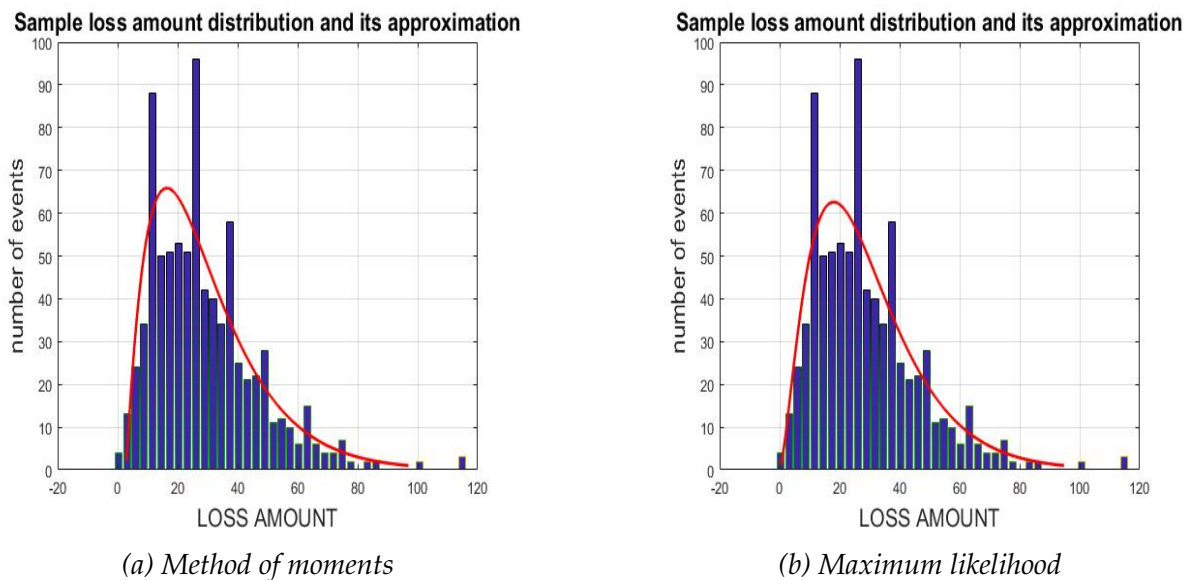 Sample loss amount distribution and its approximation
number of events
100
90
80
70
60
50
40
30
20
10
0
-20 0 20 40 60 80 100 120
LOSS AMOUNT
(a) Method of moments
Sample loss amount distribution and its approximation
number of events
100
90
80
70
60
50
40
30
20
10
0
-20 0 20 40 60 80 100 120
LOSS AMOUNT
(b) Maximum likelihood